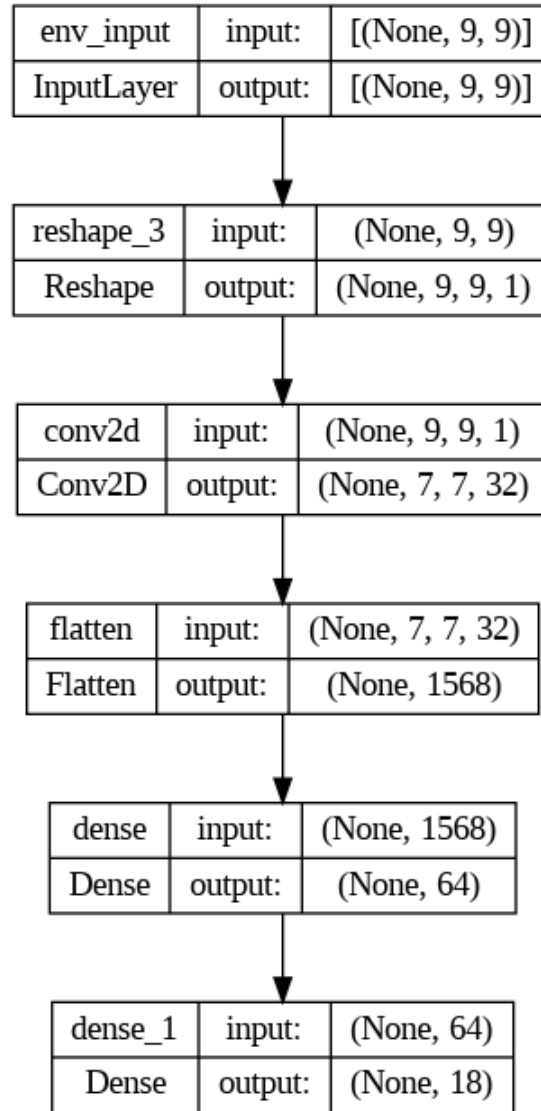 env_input input: [(None, 9, 9)]
InputLayer output: [(None, 9, 9)]
reshape_3 input: (None, 9, 9)
Reshape output: (None, 9, 9, 1)
conv2d input: (None, 9, 9, 1)
Conv2D output: (None, 7, 7, 32)
flatten input: (None, 7, 7, 32)
Flatten output: (None, 1568)
dense input: (None, 1568)
Dense output: (None, 64)
dense_1 input: (None, 64)
Dense output: (None, 18)